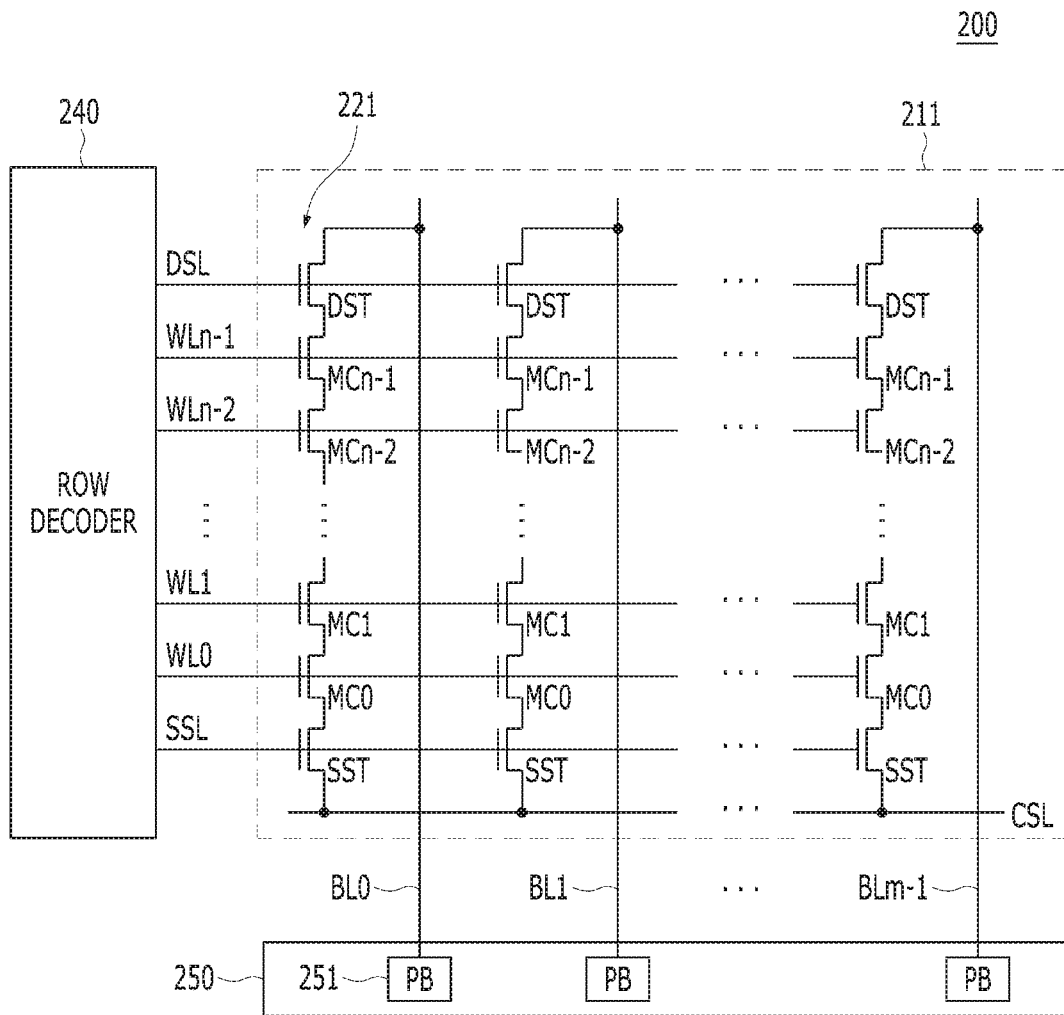 200
240
221
211
DSL
DST DST ... DST
WLn-1
MCn-1 MCn-1 ... MCn-1
WLn-2
MCn-2 MCn-2 ... MCn-2
ROW
DECODER
WL1
MC1 MC1 ... MC1
WL0
MC0 MC0 ... MC0
SSL
SST SST ... SST
CSL
BL0 BL1 ... BLm-1
250 251 PB PB PB